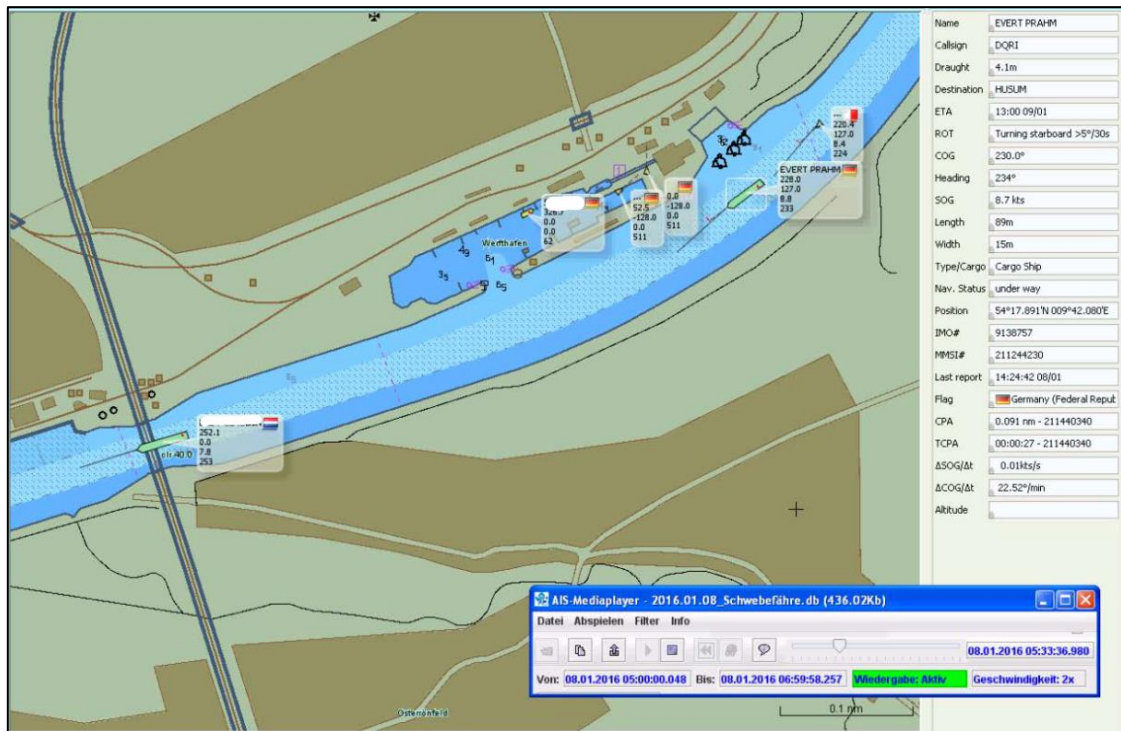 Name EVERT PRAHM
Callsign DQRI
Draught 4.1m
Destination HUSUM
ETA 13:00 09/01
ROT Turning starboard >5°/30s
COG 230.0°
Heading 234°
SOG 8.7 kts
Length 89m
Width 15m
Type/Cargo Cargo Ship
Nav. Status under way
Position 54°17.891'N 009°42.080'E
IMO# 9138757
MMSI# 211244230
Last report 14:24:42 08/01
Flag Germany (Federal Reput
CPA 0.091 nm - 211440340
TCPA 00:00:27 - 211440340
ΔSOG/Δt 0.01kts/s
ΔCOG/Δt 22.52°/min
Altitude
220.4
127.0
8.4
224
EVERT PRAHM
228.0
127.0
8.8
233
0.0
-128.0
0.0
511
52.5
-128.0
0.0
511
0.0
0.0
62
Werfthafen
252.1
0.0
7.8
253
clr 40.0
AIS-Mediaplayer - 2016.01.08_Schwebefähre.db (436.02Kb)
Datei Abspielen Filter Info
08.01.2016 05:33:36.980
Von: 08.01.2016 05:00:00.048 Bis: 08.01.2016 06:59:58.257 Wiedergabe: Aktiv Geschwindigkeit: 2x
Osterrönfeld
0.1 nm